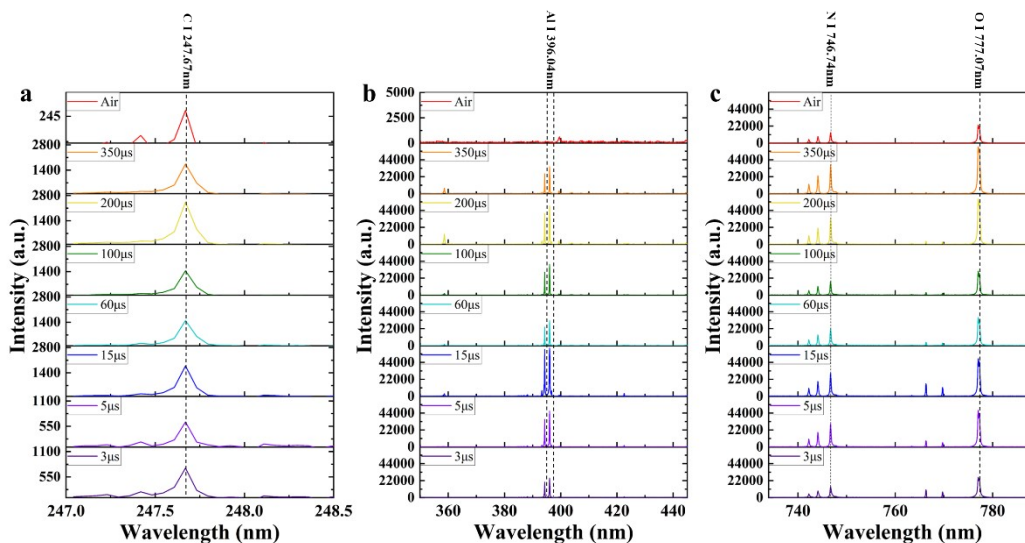 C I 247.67nm
Al I 396.04nm
N I 746.74nm
O I 777.07nm
a
Air
350μs
200μs
100μs
60μs
15μs
5μs
3μs
245
2800
1400
2800
1400
2800
1400
2800
1400
2800
1400
1100
550
1100
550
247.0 247.5 248.0 248.5
Wavelength (nm)
Intensity (a.u.)
b
Air
350μs
200μs
100μs
60μs
15μs
5μs
3μs
5000
2500
0
44000
22000
0
44000
22000
0
44000
22000
0
44000
22000
0
44000
22000
0
44000
22000
0
44000
22000
0
360 380 400 420 440
Wavelength (nm)
Intensity (a.u.)
c
Air
350μs
200μs
100μs
60μs
15μs
5μs
3μs
44000
22000
0
44000
22000
0
44000
22000
0
44000
22000
0
44000
22000
0
44000
22000
0
44000
22000
0
44000
22000
0
740 760 780
Wavelength (nm)
Intensity (a.u.)